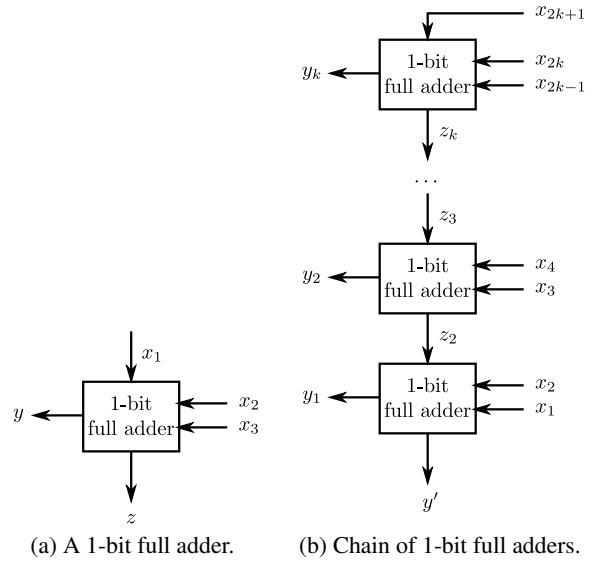 x_{2k+1}
1-bit
full adder
y_k
x_{2k}
x_{2k-1}
z_k
...
z_3
1-bit
full adder
y_2
x_4
x_3
z_2
1-bit
full adder
y_1
x_2
x_1
y'
x_1
1-bit
full adder
y
x_2
x_3
z
(a) A 1-bit full adder.
(b) Chain of 1-bit full adders.